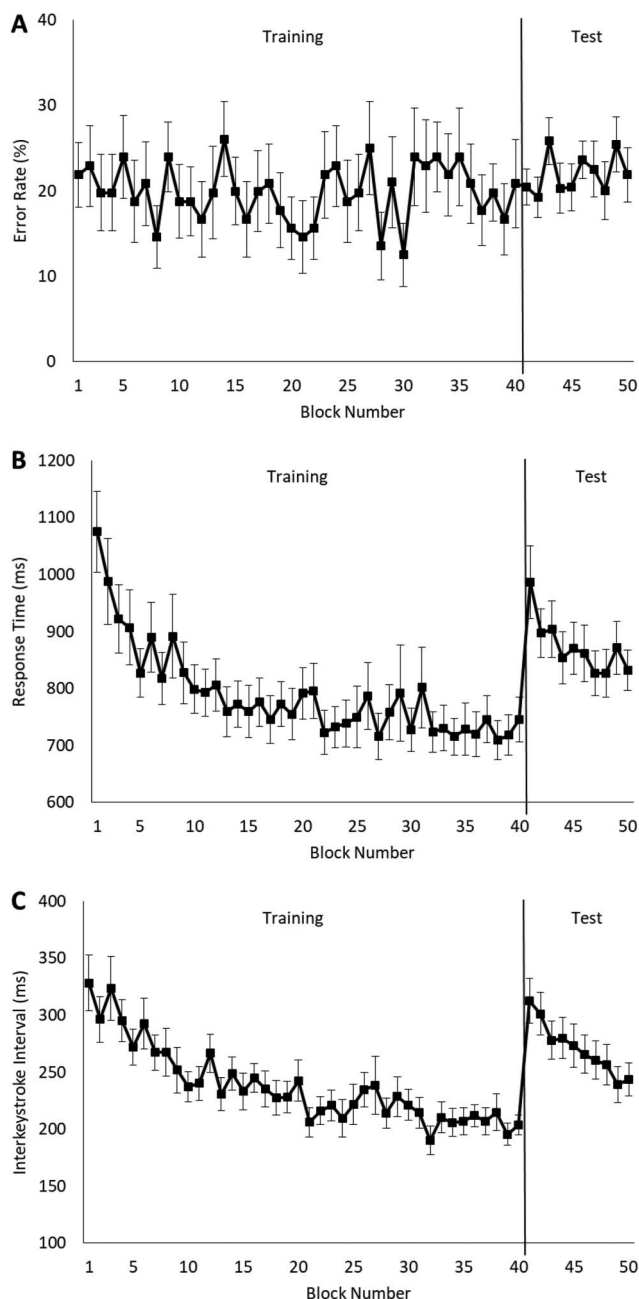 A
Training
Test
40
30
20
10
0
Error Rate (%)
1 5 10 15 20 25 30 35 40 45 50
Block Number
B
Training
Test
1200
1100
1000
900
800
700
600
Response Time (ms)
1 5 10 15 20 25 30 35 40 45 50
Block Number
C
Training
Test
400
350
300
250
200
150
100
Interkeystroke Interval (ms)
1 5 10 15 20 25 30 35 40 45 50
Block Number